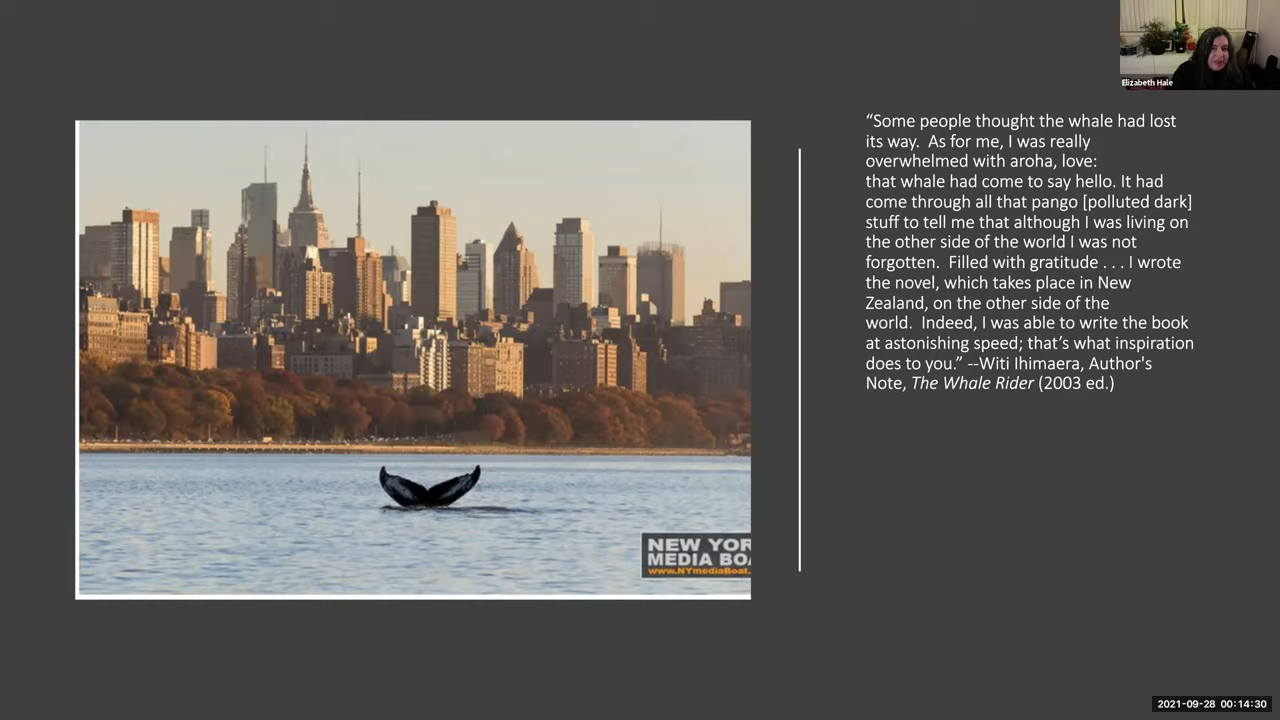 Elizabeth Hale
“Some people thought the whale had lost
its way.  As for me, I was really
overwhelmed with aroha, love:
that whale had come to say hello. It had
come through all that pango [polluted dark]
stuff to tell me that although I was living on
the other side of the world I was not
forgotten.  Filled with gratitude . . . I wrote
the novel, which takes place in New
Zealand, on the other side of the
world.  Indeed, I was able to write the book
at astonishing speed; that’s what inspiration
does to you.” --Witi Ihimaera, Author's
Note, The Whale Rider (2003 ed.)
NEW YOR
MEDIA BOA
www.NYmediaBoat.
2021-09-28 00:14:30